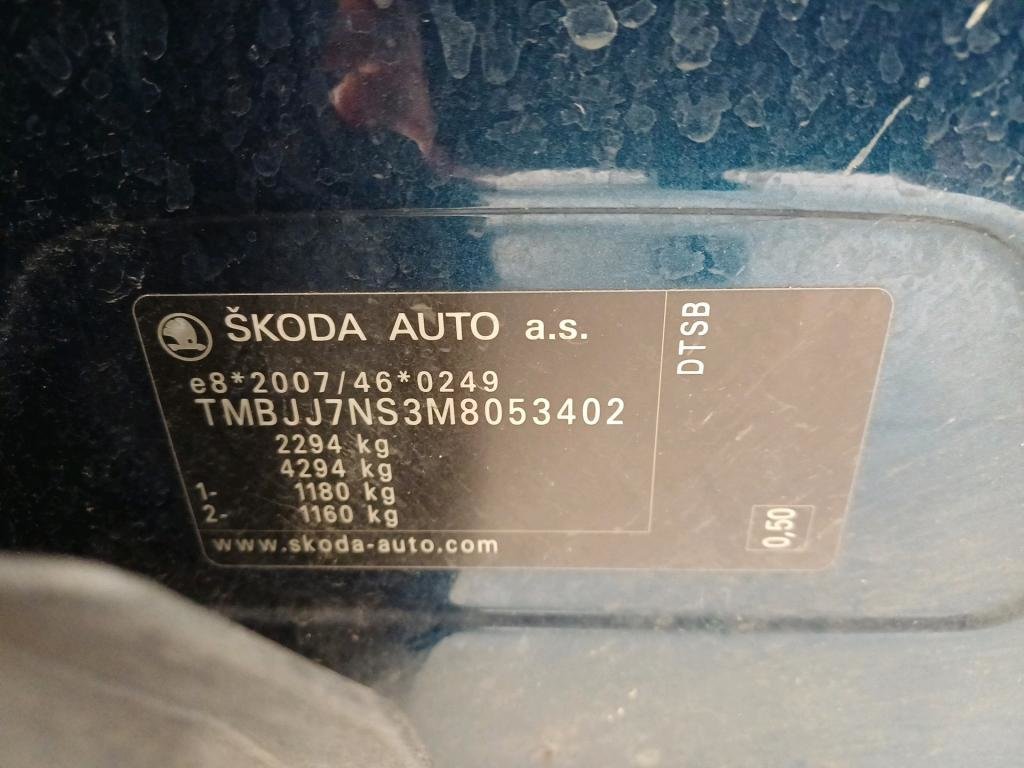 ŠKODA AUTO a.s.
e8*2007/46*0249
TMBJJ7NS3M8053402
2294 kg
4294 kg
1- 1180 kg
2- 1160 kg
www.skoda-auto.com
DTSB
0,50